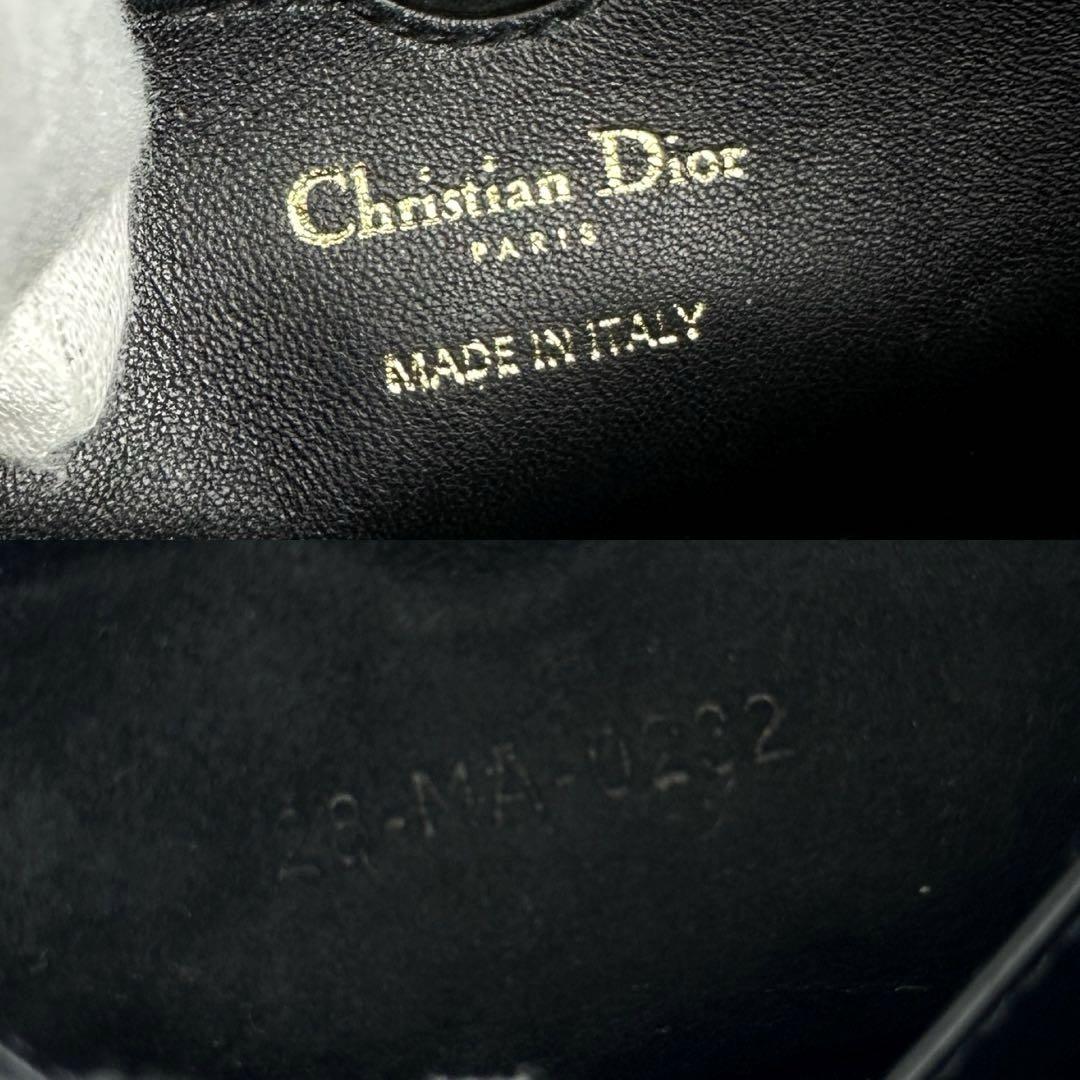 Christian Dior
PARIS
MADE IN ITALY
28-MA-0232